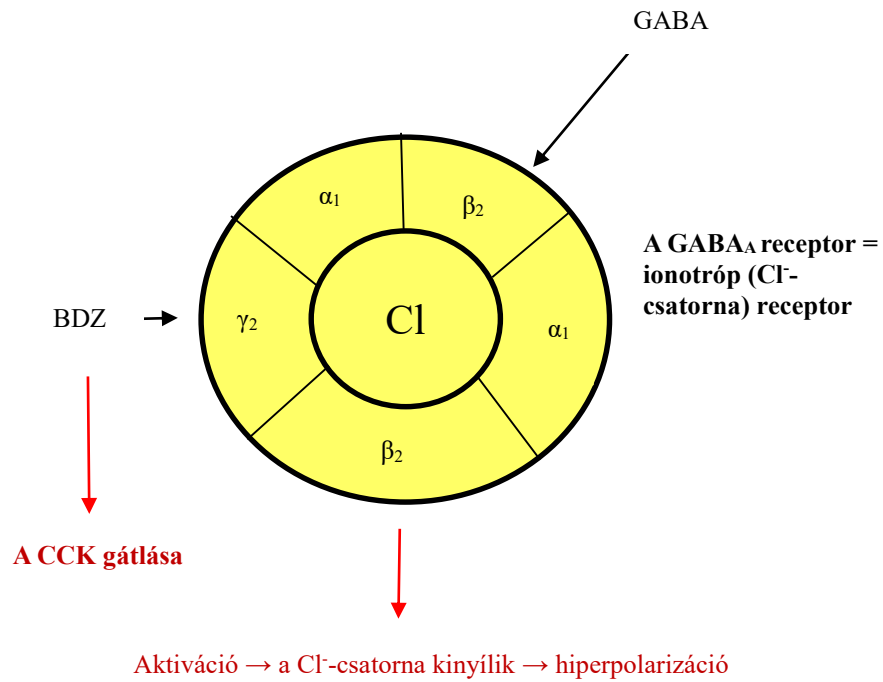 GABA
α₁
β₂
A GABAA receptor =
ionotróp (Cl⁻-
csatorna) receptor
BDZ
γ₂
Cl
α₁
β₂
A CCK gátlása
Aktiváció → a Cl⁻-csatorna kinyílik → hiperpolarizáció